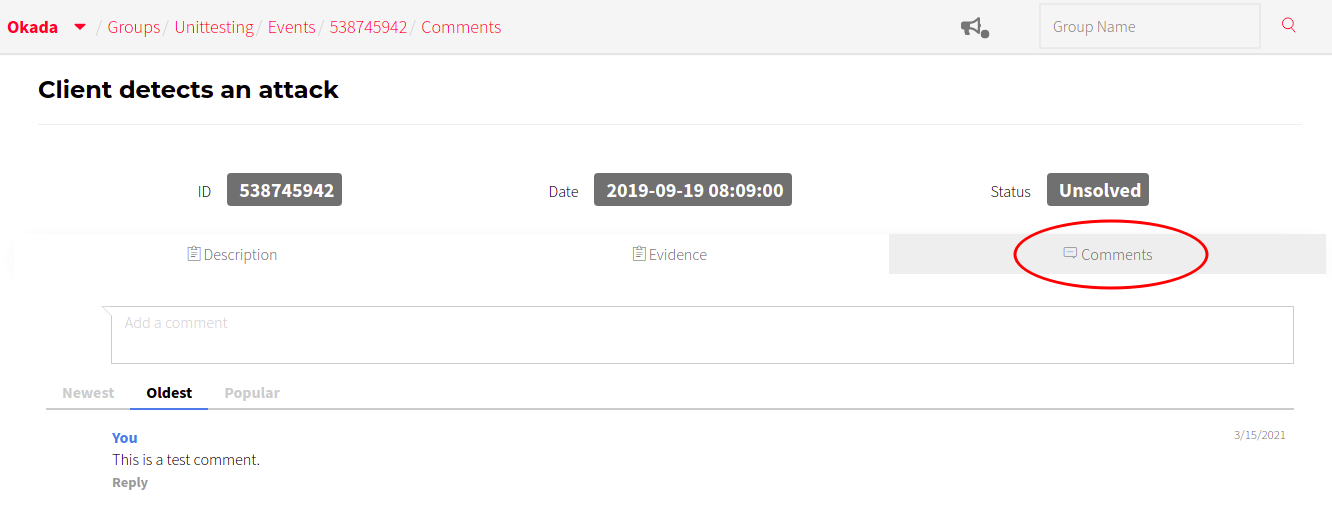 Okada / Groups / Unittesting / Events / 538745942 / Comments Group Name
Client detects an attack
ID 538745942 Date 2019-09-19 08:09:00 Status Unsolved
Description Evidence Comments
Add a comment
Newest Oldest Popular
You 3/15/2021
This is a test comment.
Reply